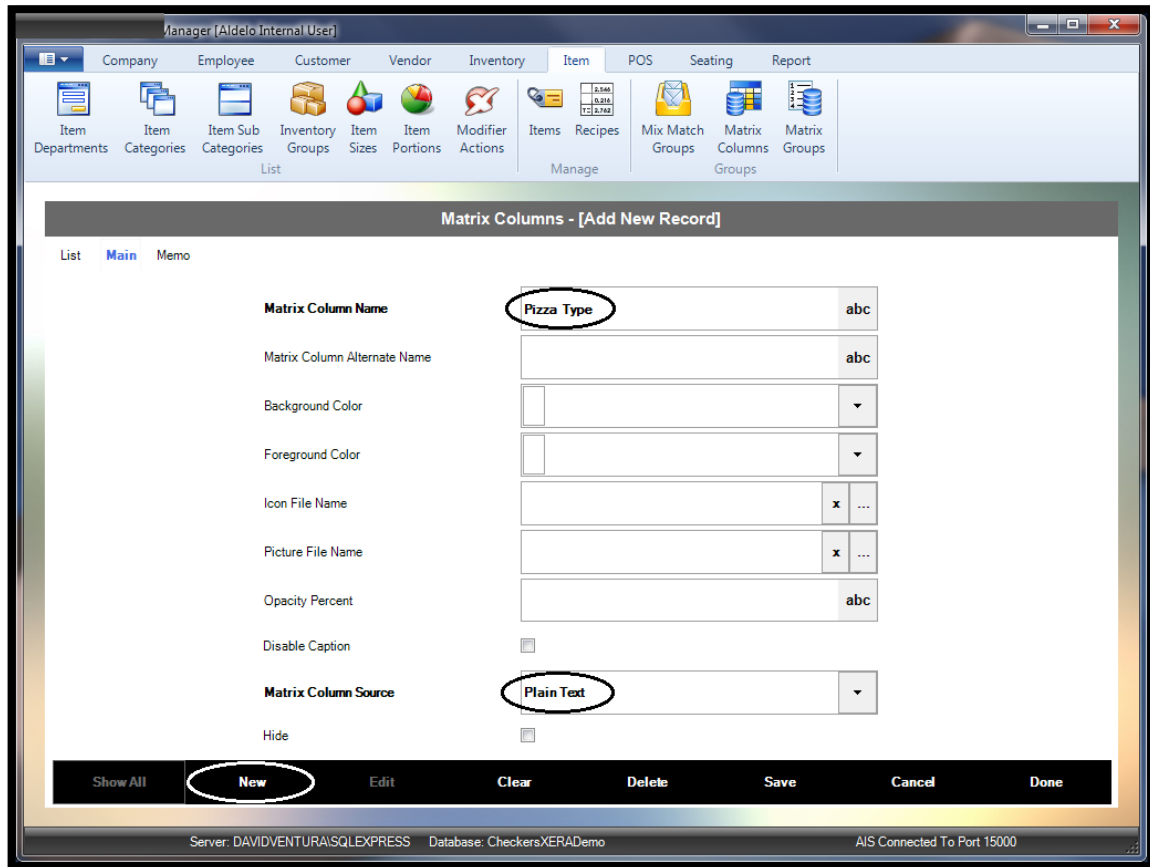 Manager [Aldelo Internal User]
Company Employee Customer Vendor Inventory Item POS Seating Report
Item Departments Item Categories Item Sub Categories Inventory Groups Item Sizes Item Portions Modifier Actions Items Recipes Mix Match Groups Matrix Columns Matrix Groups
List Manage Groups
Matrix Columns - [Add New Record]
List Main Memo
Matrix Column Name Pizza Type abc
Matrix Column Alternate Name abc
Background Color
Foreground Color
Icon File Name x ...
Picture File Name x ...
Opacity Percent abc
Disable Caption
Matrix Column Source Plain Text
Hide
Show All New Edit Clear Delete Save Cancel Done
Server: DAVIDVENTURA\SQLEXPRESS Database: CheckersXERADemo AIS Connected To Port 15000